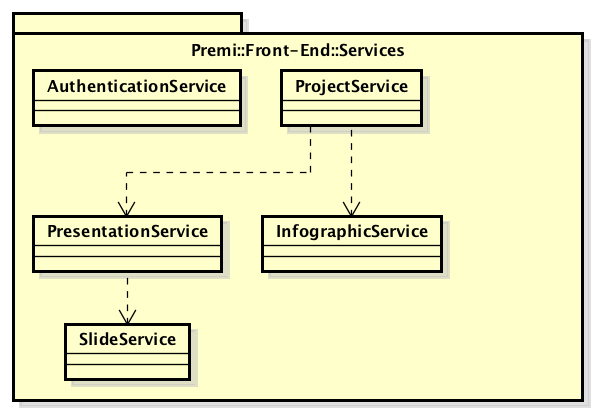 Premi::Front-End::Services
AuthenticationService
ProjectService
PresentationService
InfographicService
SlideService